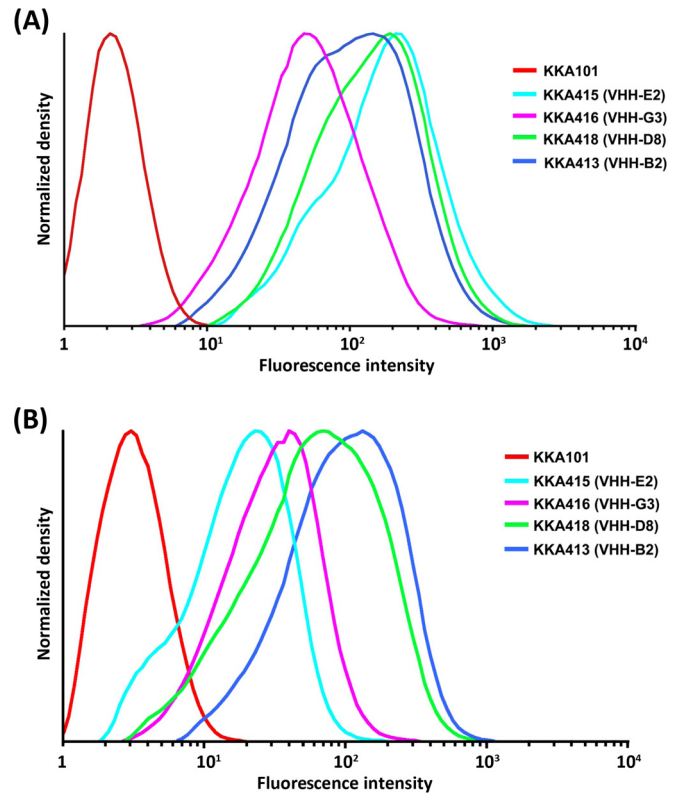 (A)
Normalized density
KKA101
KKA415 (VHH-E2)
KKA416 (VHH-G3)
KKA418 (VHH-D8)
KKA413 (VHH-B2)
1 10¹ 10² 10³ 10⁴
Fluorescence intensity
(B)
Normalized density
KKA101
KKA415 (VHH-E2)
KKA416 (VHH-G3)
KKA418 (VHH-D8)
KKA413 (VHH-B2)
1 10¹ 10² 10³ 10⁴
Fluorescence intensity